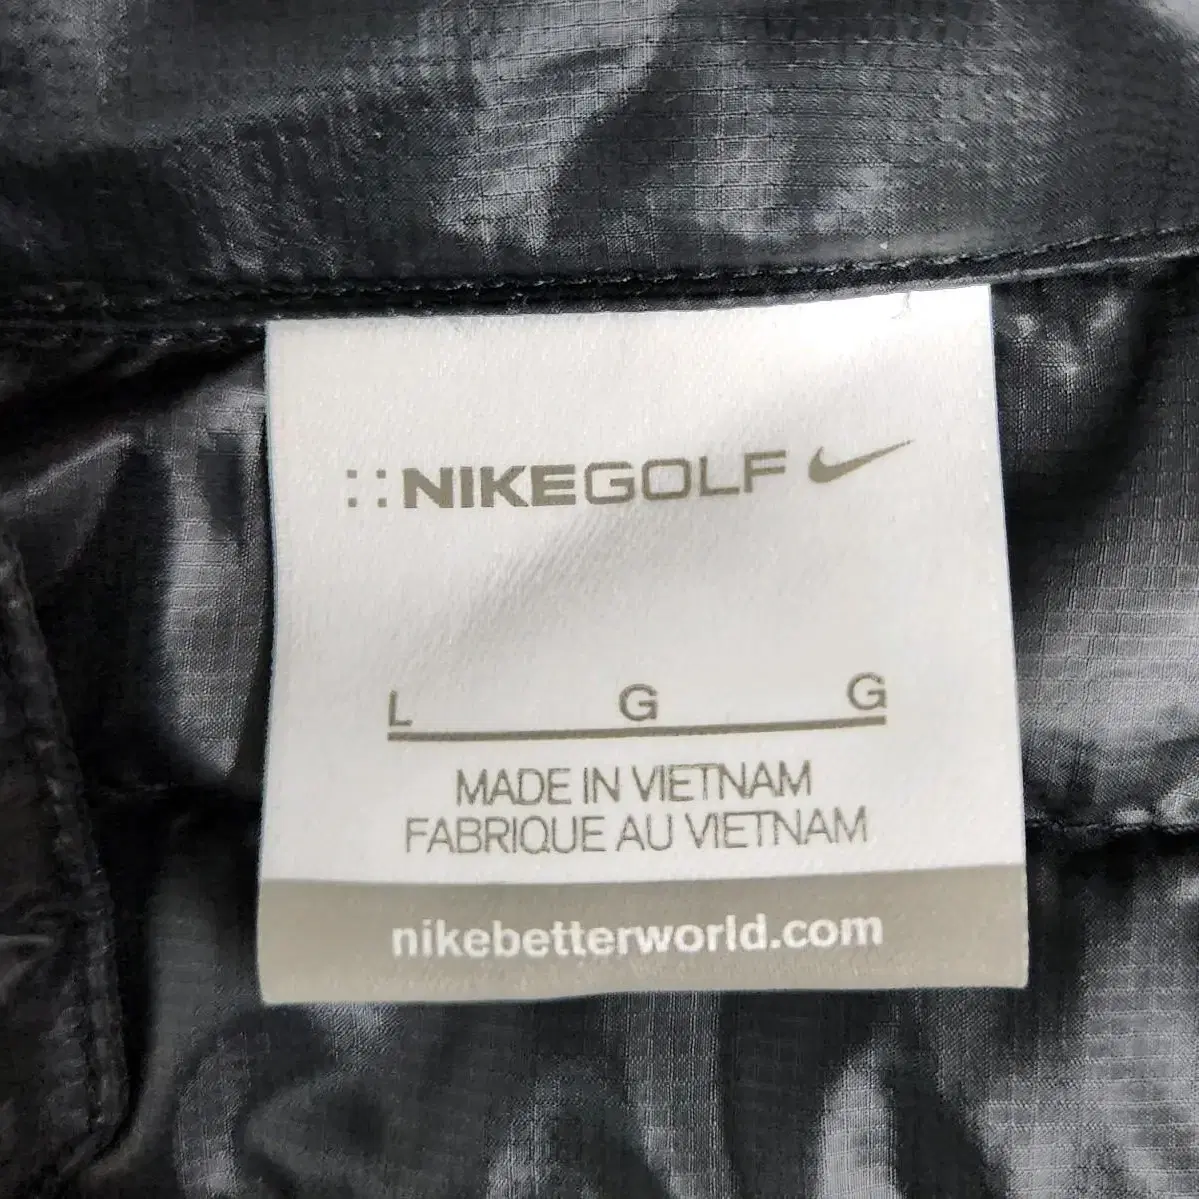 NIKEGOLF
L G G
MADE IN VIETNAM
FABRIQUE AU VIETNAM
nikebetterworld.com